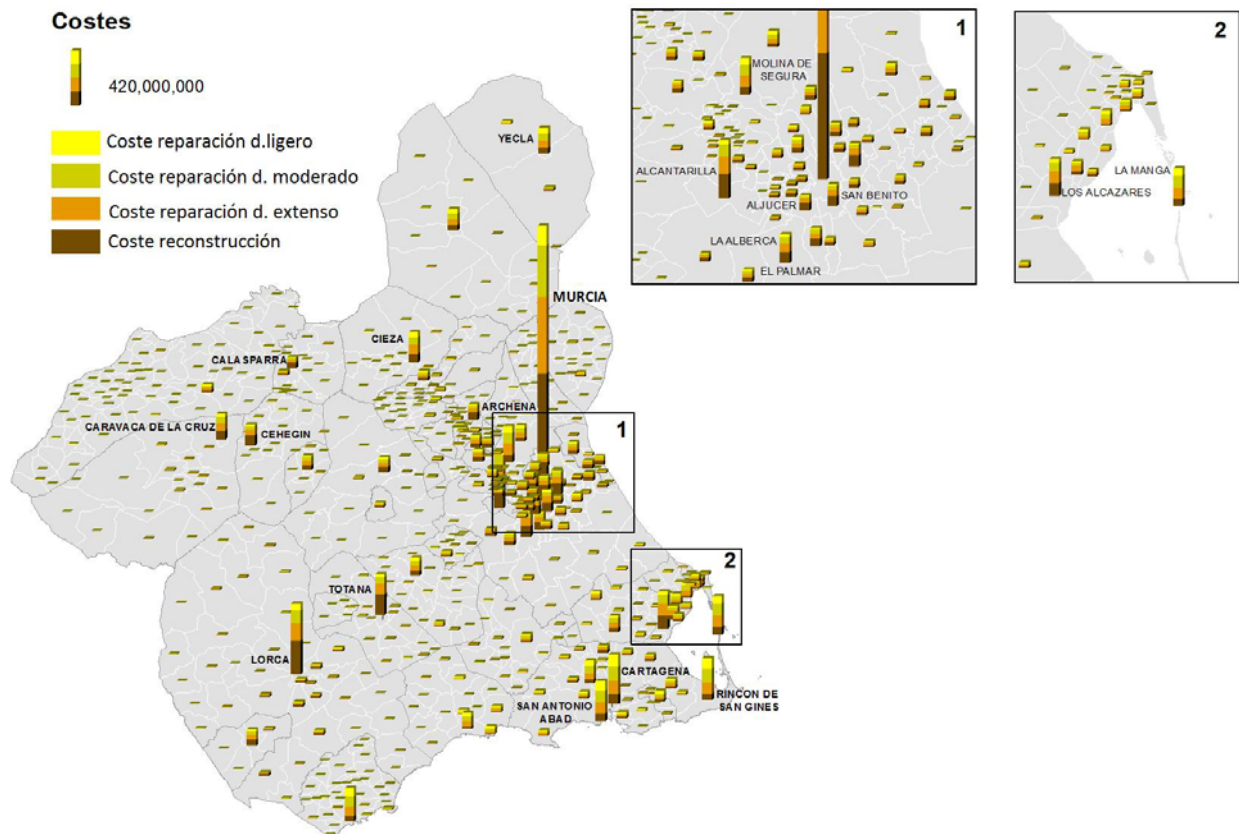 Costes
420,000,000
Coste reparación d.ligero
Coste reparación d. moderado
Coste reparación d. extenso
Coste reconstrucción
1
MOLINA DE
SEGURA
ALCANTARILLA
ALJUCER
SAN BENITO
LA ALBERCA
EL PALMAR
2
LA MANGA
LOS ALCAZARES
YECLA
MURCIA
CIEZA
CALASPARRA
ARCHENA
CARAVACA DE LA CRUZ
CEHEGIN
1
2
TOTANA
LORCA
CARTAGENA
SAN ANTONIO
ABAD
RINCON DE
SAN GINES